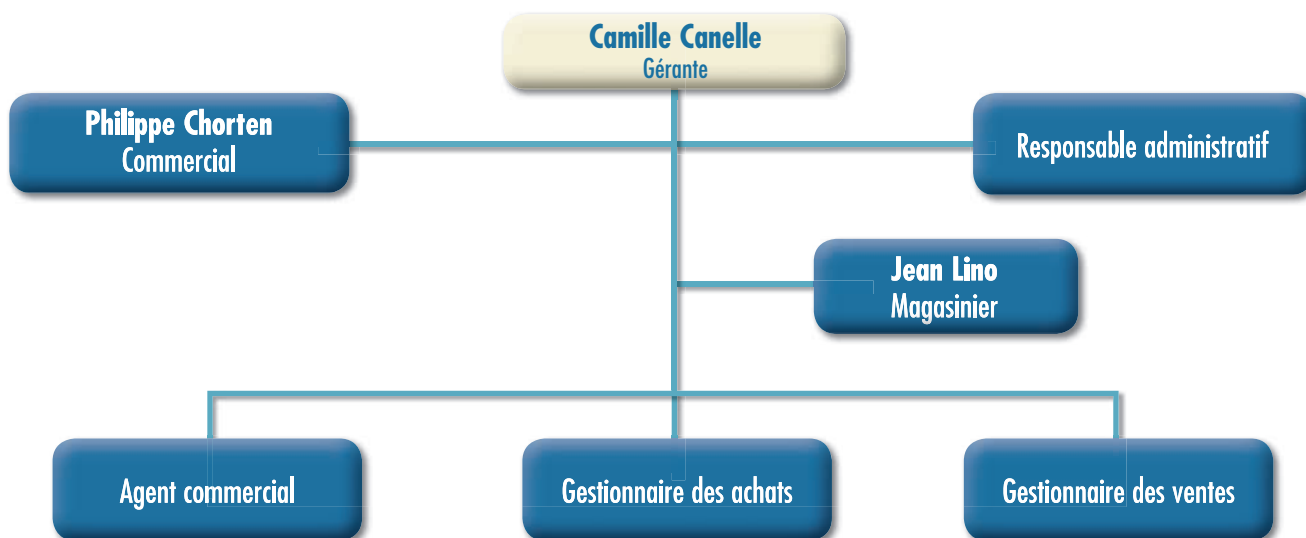 Camille Canelle
Gérante
Philippe Chorten
Commercial
Responsable administratif
Jean Lino
Magasinier
Agent commercial
Gestionnaire des achats
Gestionnaire des ventes